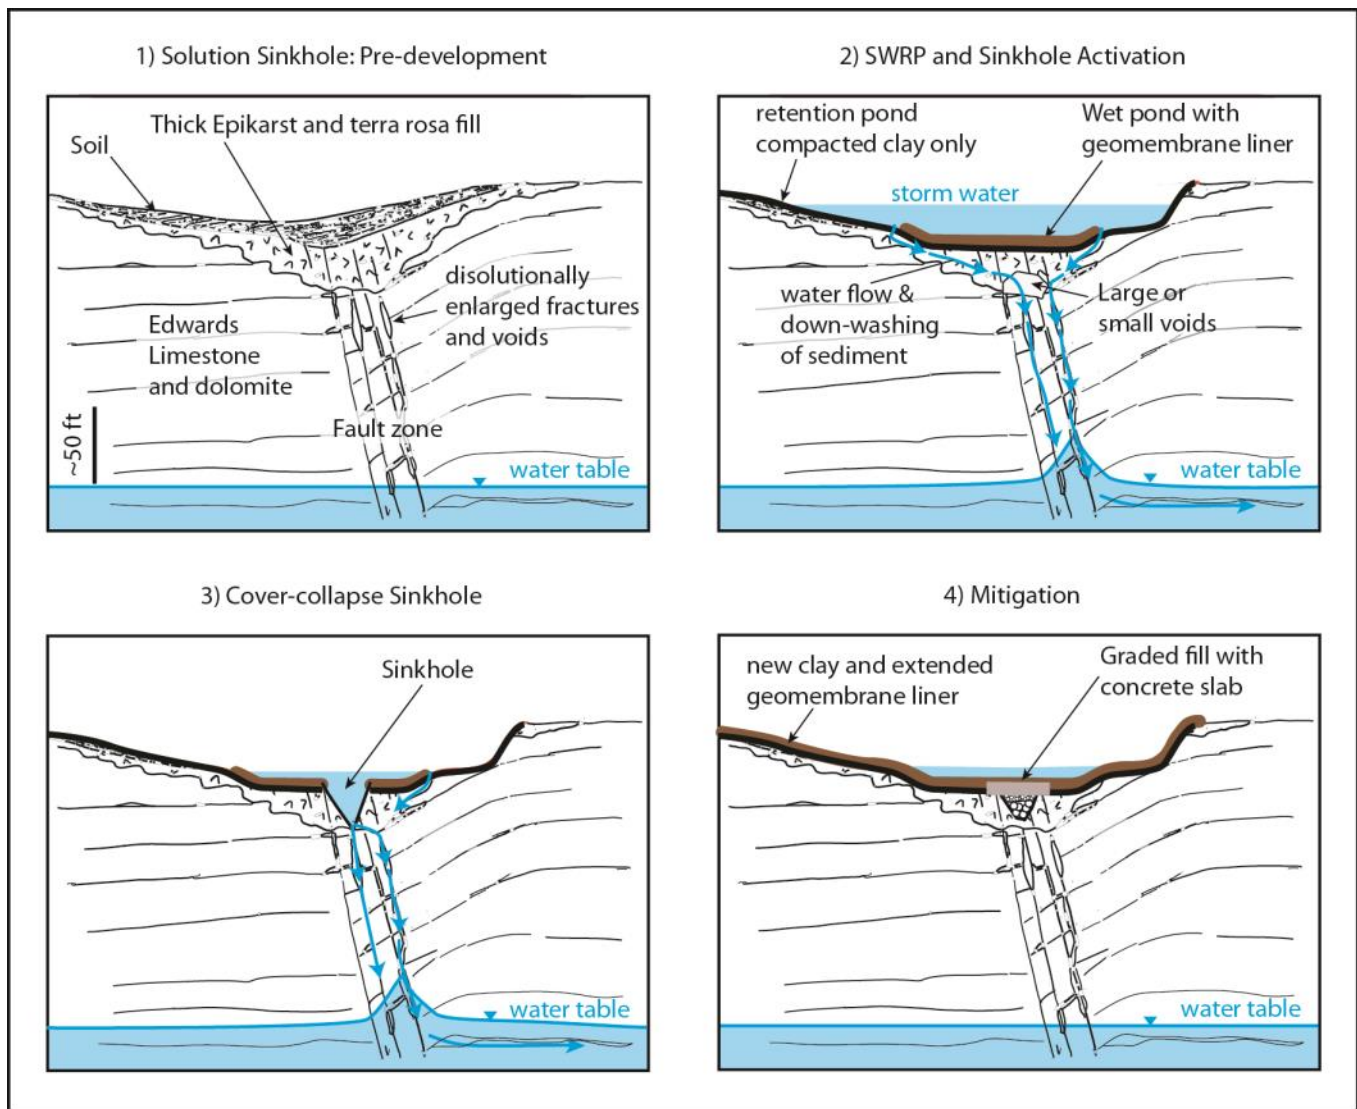 1) Solution Sinkhole: Pre-development
Thick Epikarst and terra rosa fill
Soil
disolutionally
enlarged fractures
and voids
Edwards
Limestone
and dolomite
~50 ft
Fault zone
water table
2) SWRP and Sinkhole Activation
retention pond
compacted clay only
Wet pond with
geomembrane liner
storm water
water flow &
down-washing
of sediment
Large or
small voids
water table
3) Cover-collapse Sinkhole
Sinkhole
water table
4) Mitigation
new clay and extended
geomembrane liner
Graded fill with
concrete slab
water table